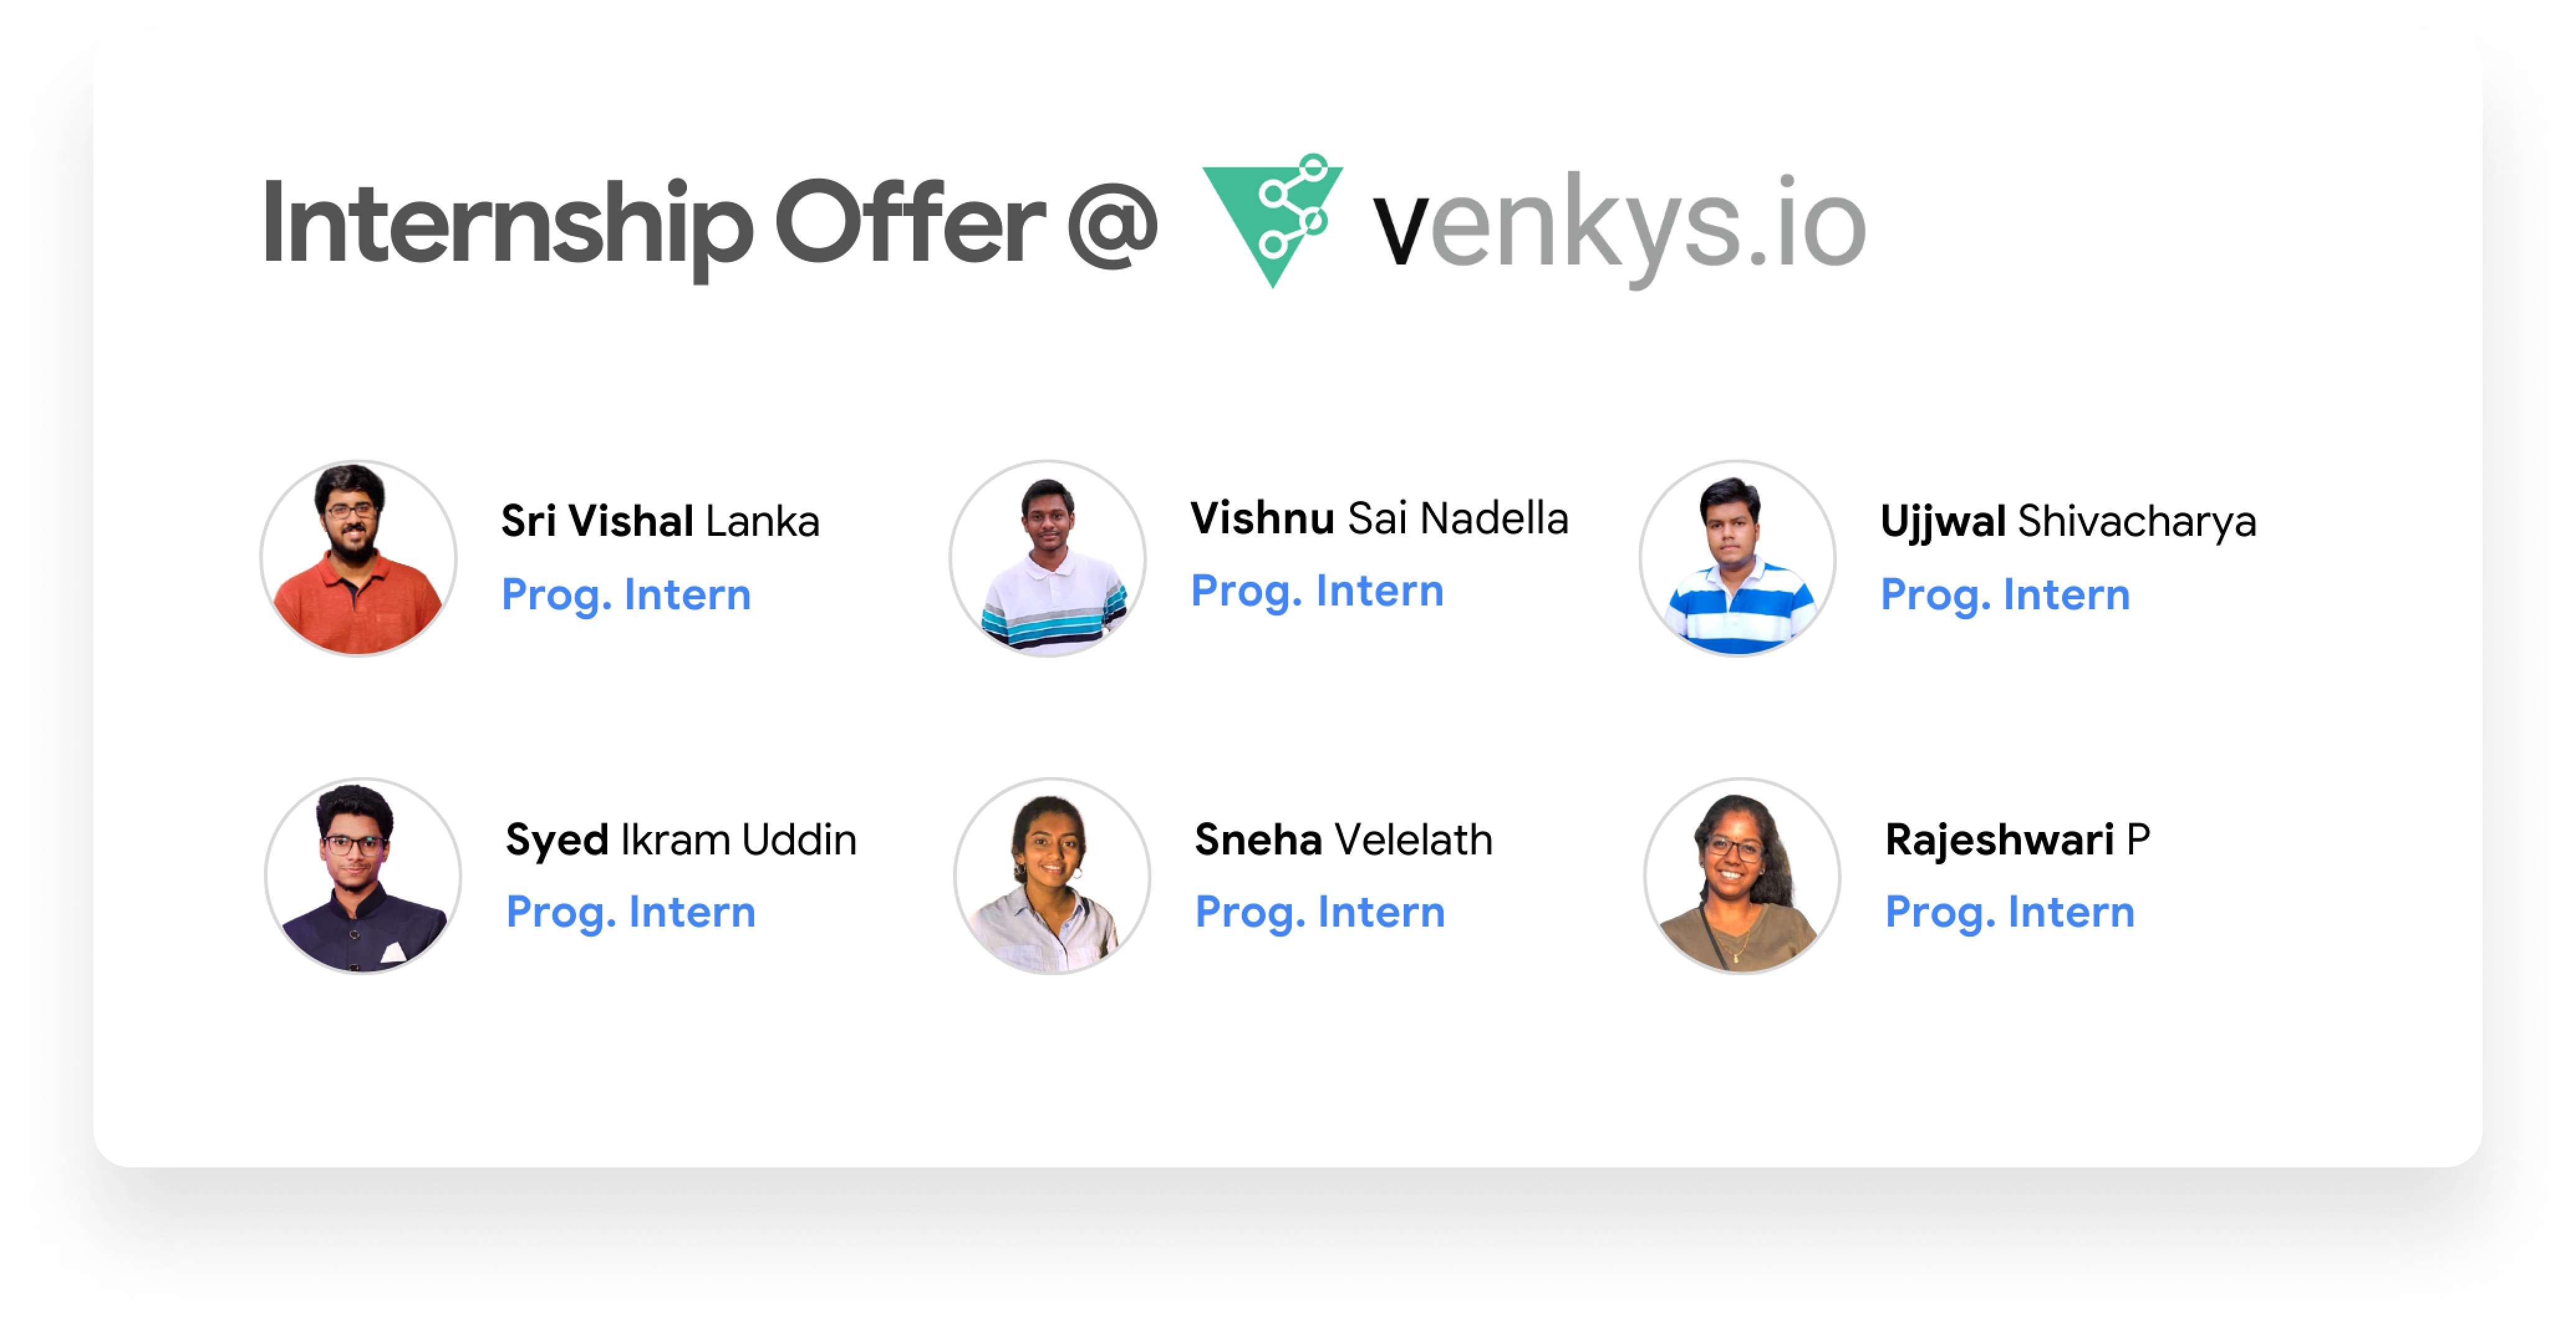 Internship Offer @ venkys.io
Sri Vishal Lanka
Prog. Intern
Vishnu Sai Nadella
Prog. Intern
Ujjwal Shivacharya
Prog. Intern
Syed Ikram Uddin
Prog. Intern
Sneha Velelath
Prog. Intern
Rajeshwari P
Prog. Intern